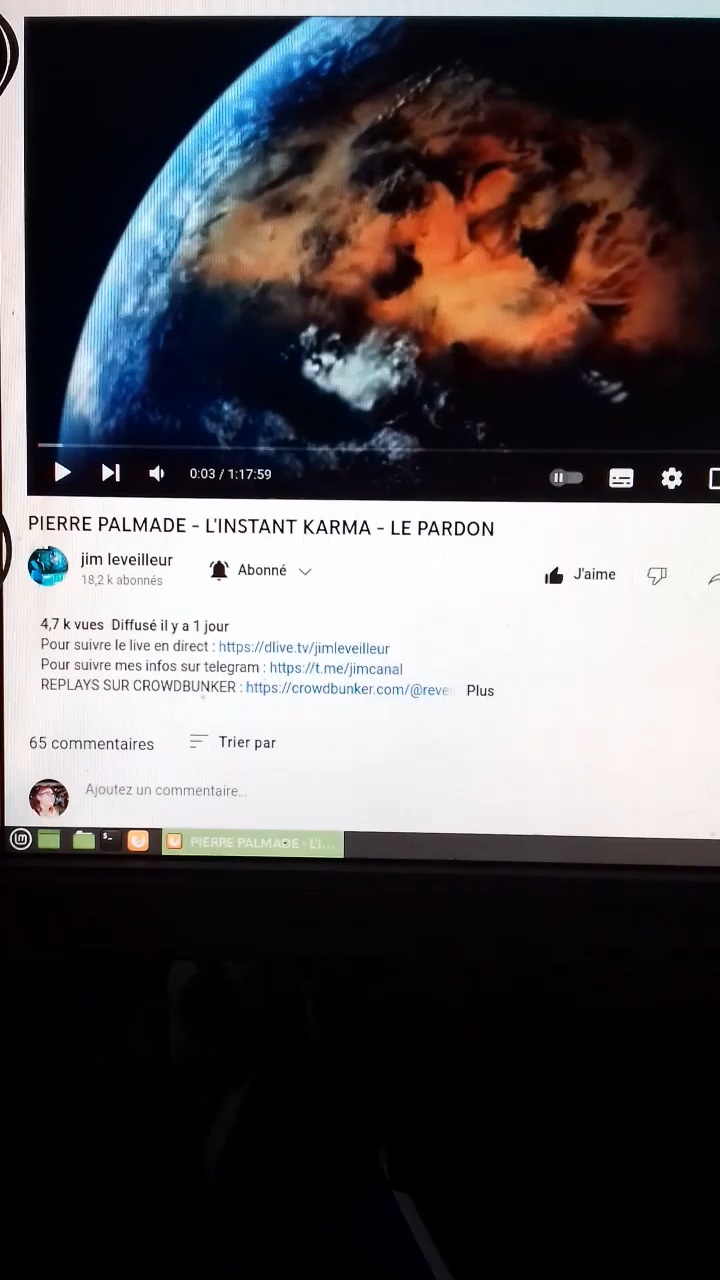 0:03 / 1:17:59
PIERRE PALMADE - L'INSTANT KARMA - LE PARDON
jim leveilleur
18,2 k abonnés
Abonné
J'aime
4,7 k vues Diffusé il y a 1 jour
Pour suivre le live en direct : https://dlive.tv/jimleveilleur
Pour suivre mes infos sur telegram : https://t.me/jimcanal
REPLAYS SUR CROWDBUNKER : https://crowdbunker.com/@reve Plus
65 commentaires
Trier par
Ajoutez un commentaire...
PIERRE PALMADE - L'I...